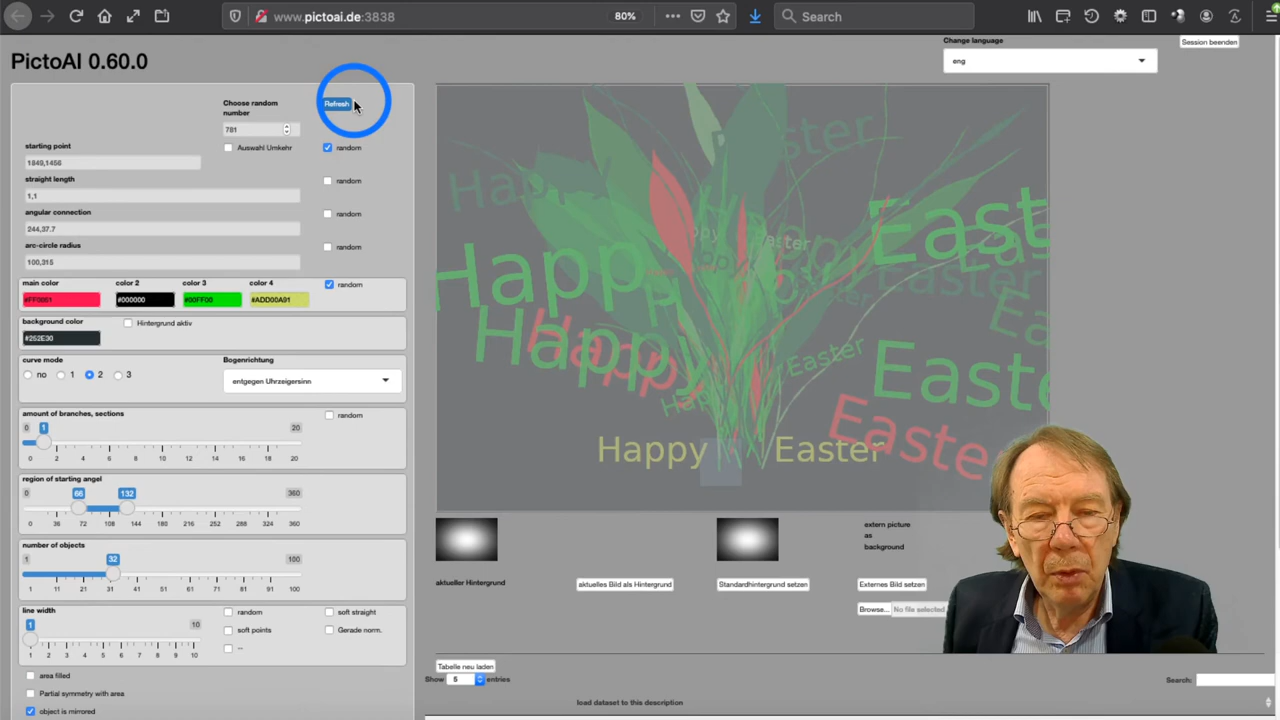 www.pictoai.de:3838
80%
Search
PictoAI 0.60.0
Change language
Session beenden
eng
Choose random
number
Refresh
781
starting point
Auswahl Umkehr
random
1849,1456
straight length
random
1,1
angular connection
random
244,37.7
arc-circle radius
random
100,315
main color
color 2
color 3
color 4
random
#FF0051
#000000
#00FF00
#ADD00A91
background color
Hintergrund aktiv
#252E30
curve mode
Bogenrichtung
no
1
2
3
entgegen Uhrzeigersinn
amount of branches, sections
random
0
1
20
0 2 4 6 8 10 12 14 16 18 20
region of starting angel
0
66
132
360
0 36 72 108 144 180 216 252 288 324 360
number of objects
1
32
100
1 11 21 31 41 51 61 71 81 91 100
line width
random
soft straight
1
10
soft points
Gerade norm.
--
1 2 3 4 5 6 7 8 9 10
area filled
Partial symmetry with area
object is mirrored
Easter
Happy
East
Happy
Easter
Easter
Happy
Happy
Easter
Easte
Easter
Happy Easter
extern picture
as
background
aktueller Hintergrund
aktuelles Bild als Hintergrund
Standardhintergrund setzen
Externes Bild setzen
Browse...
No file selected
Tabelle neu laden
Show 5 entries
Search:
load dataset to this description